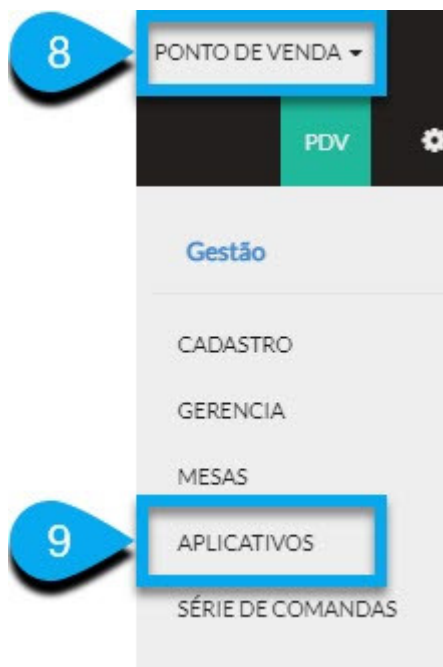 8
PONTO DE VENDA
PDV
Gestão
CADASTRO
GERENCIA
MESAS
9
APLICATIVOS
SÉRIE DE COMANDAS